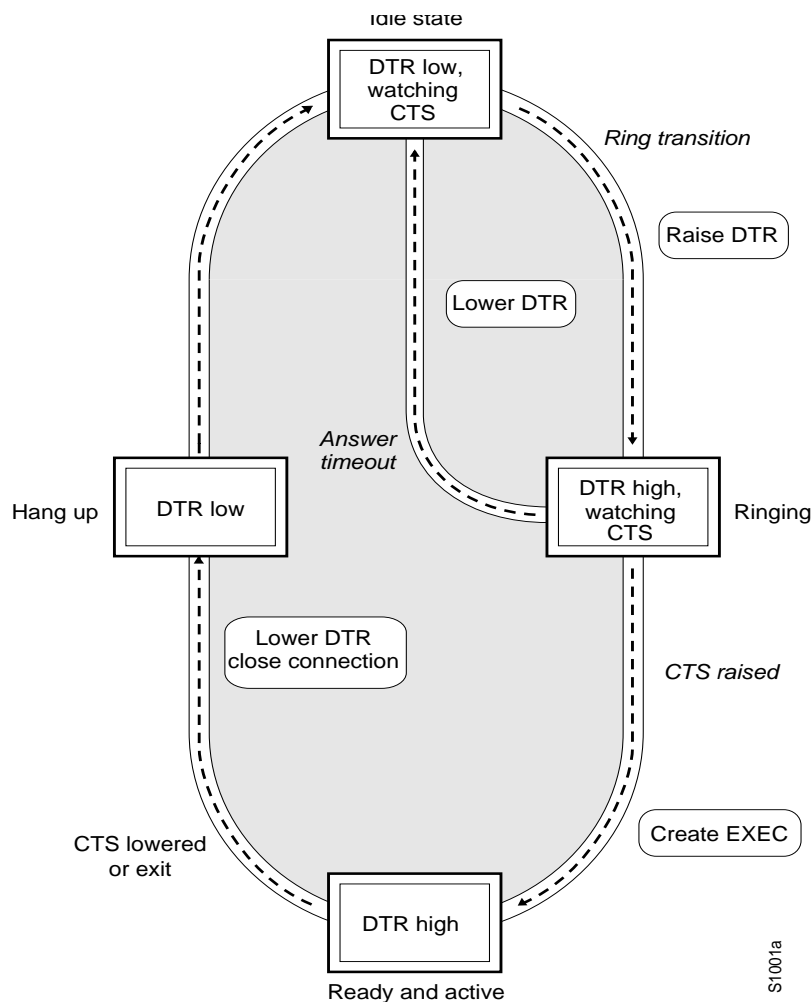 Idle state
DTR low,
watching
CTS
Ring transition
Raise DTR
Lower DTR
Answer
timeout
Hang up
DTR low
DTR high,
watching
CTS
Ringing
Lower DTR
close connection
CTS raised
CTS lowered
or exit
Create EXEC
DTR high
Ready and active
S1001a